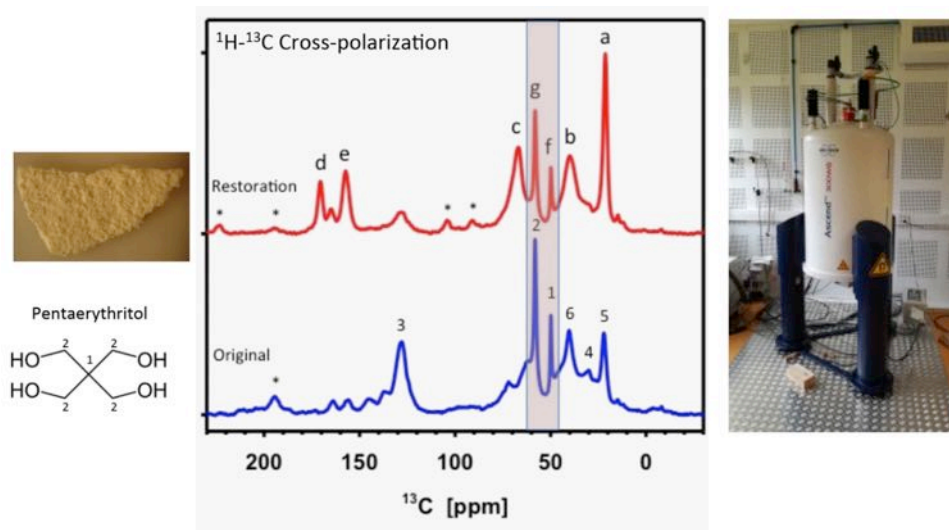 ¹H-¹³C Cross-polarization
a
g
c
b
d
e
f
Restoration
*
*
*
*
2
1
3
6
5
4
Original
*
200
150
100
50
0
¹³C [ppm]
Pentaerythritol
2
2
HO
1
OH
HO
OH
2
2
Ascend™ 300WB